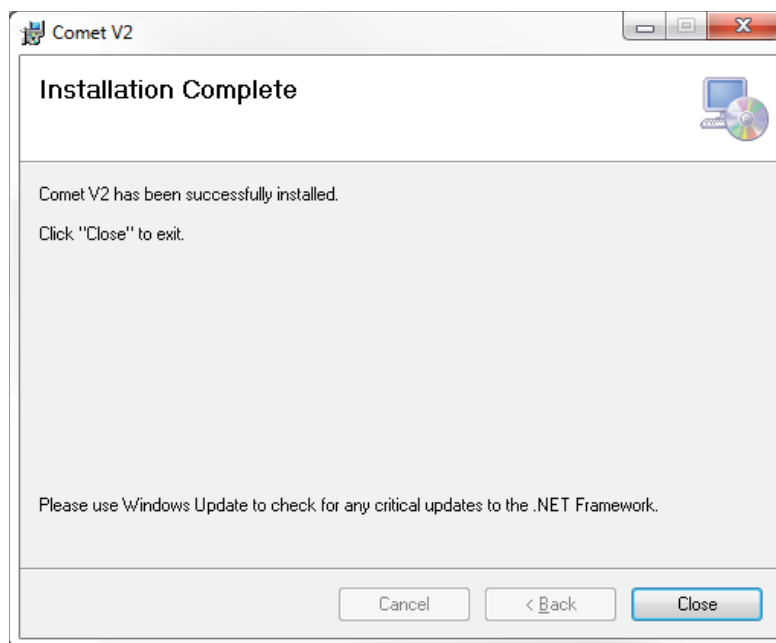 Comet V2
Installation Complete
Comet V2 has been successfully installed.
Click "Close" to exit.
Please use Windows Update to check for any critical updates to the .NET Framework.
Cancel
< Back
Close